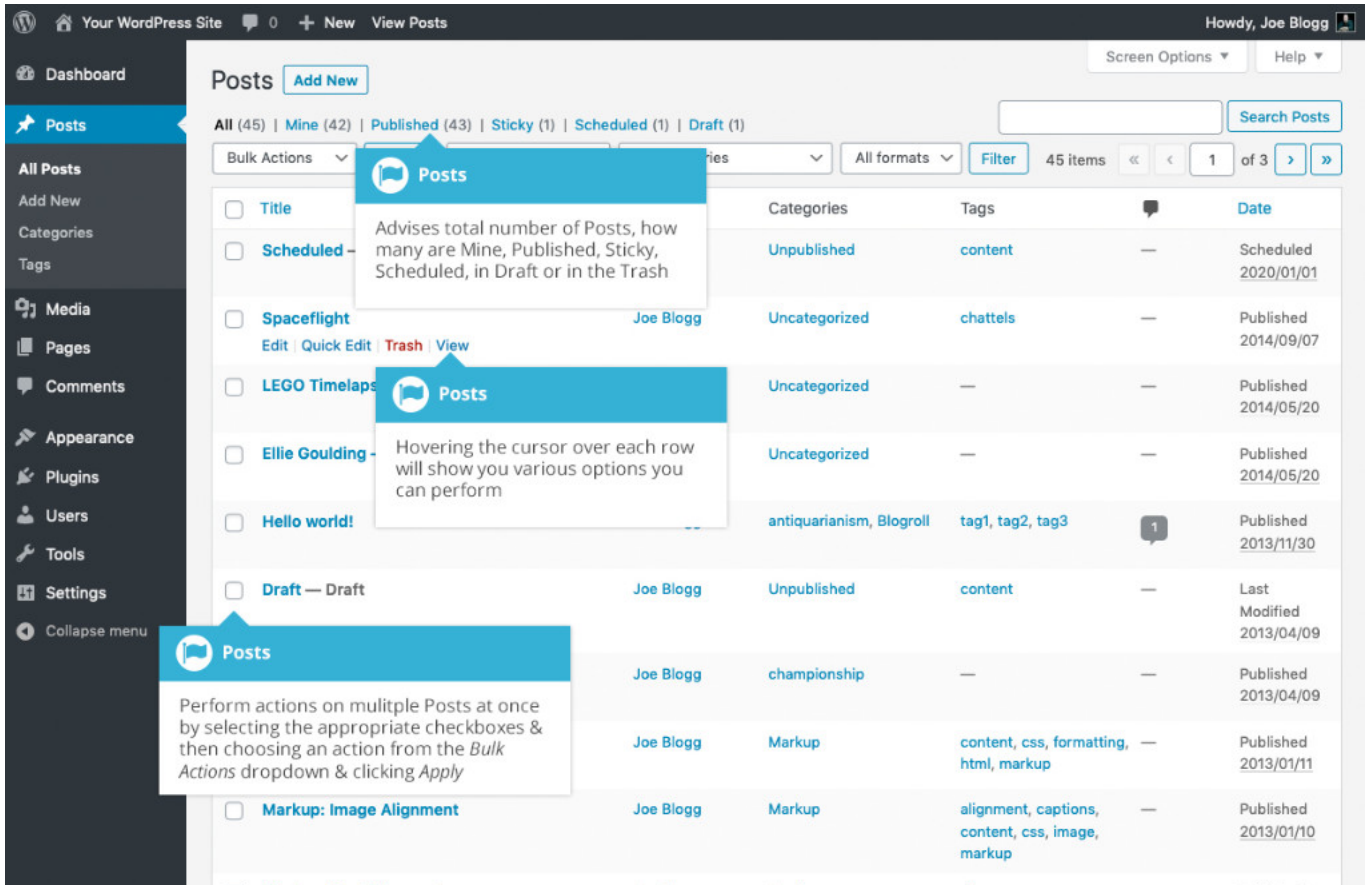 Your WordPress Site 0 + New View Posts Howdy, Joe Blogg
Screen Options Help
Dashboard
Posts
All Posts
Add New
Categories
Tags
Media
Pages
Comments
Appearance
Plugins
Users
Tools
Settings
Collapse menu
Posts Add New
All (45) | Mine (42) | Published (43) | Sticky (1) | Scheduled (1) | Draft (1)
Search Posts
Bulk Actions All formats Filter 45 items « ‹ 1 of 3 › »
Posts
Advises total number of Posts, how
many are Mine, Published, Sticky,
Scheduled, in Draft or in the Trash
Title Categories Tags Date
Scheduled — Unpublished content — Scheduled
2020/01/01
Spaceflight Joe Blogg Uncategorized chattels — Published
Edit | Quick Edit | Trash | View 2014/09/07
Posts
Hovering the cursor over each row
will show you various options you
can perform
LEGO Uncategorized — — Published
2014/05/20
Ellie Goulding Uncategorized — — Published
2014/05/20
Hello world! antiquarianism, Blogroll tag1, tag2, tag3 1 Published
2013/11/30
Draft — Draft Joe Blogg Unpublished content — Last
Modified
2013/04/09
Posts
Perform actions on mulitple Posts at once
by selecting the appropriate checkboxes &
then choosing an action from the Bulk
Actions dropdown & clicking Apply
Joe Blogg championship — — Published
2013/04/09
Joe Blogg Markup content, css, formatting, — Published
html, markup 2013/01/11
Markup: Image Alignment Joe Blogg Markup alignment, captions, — Published
content, css, image, 2013/01/10
markup